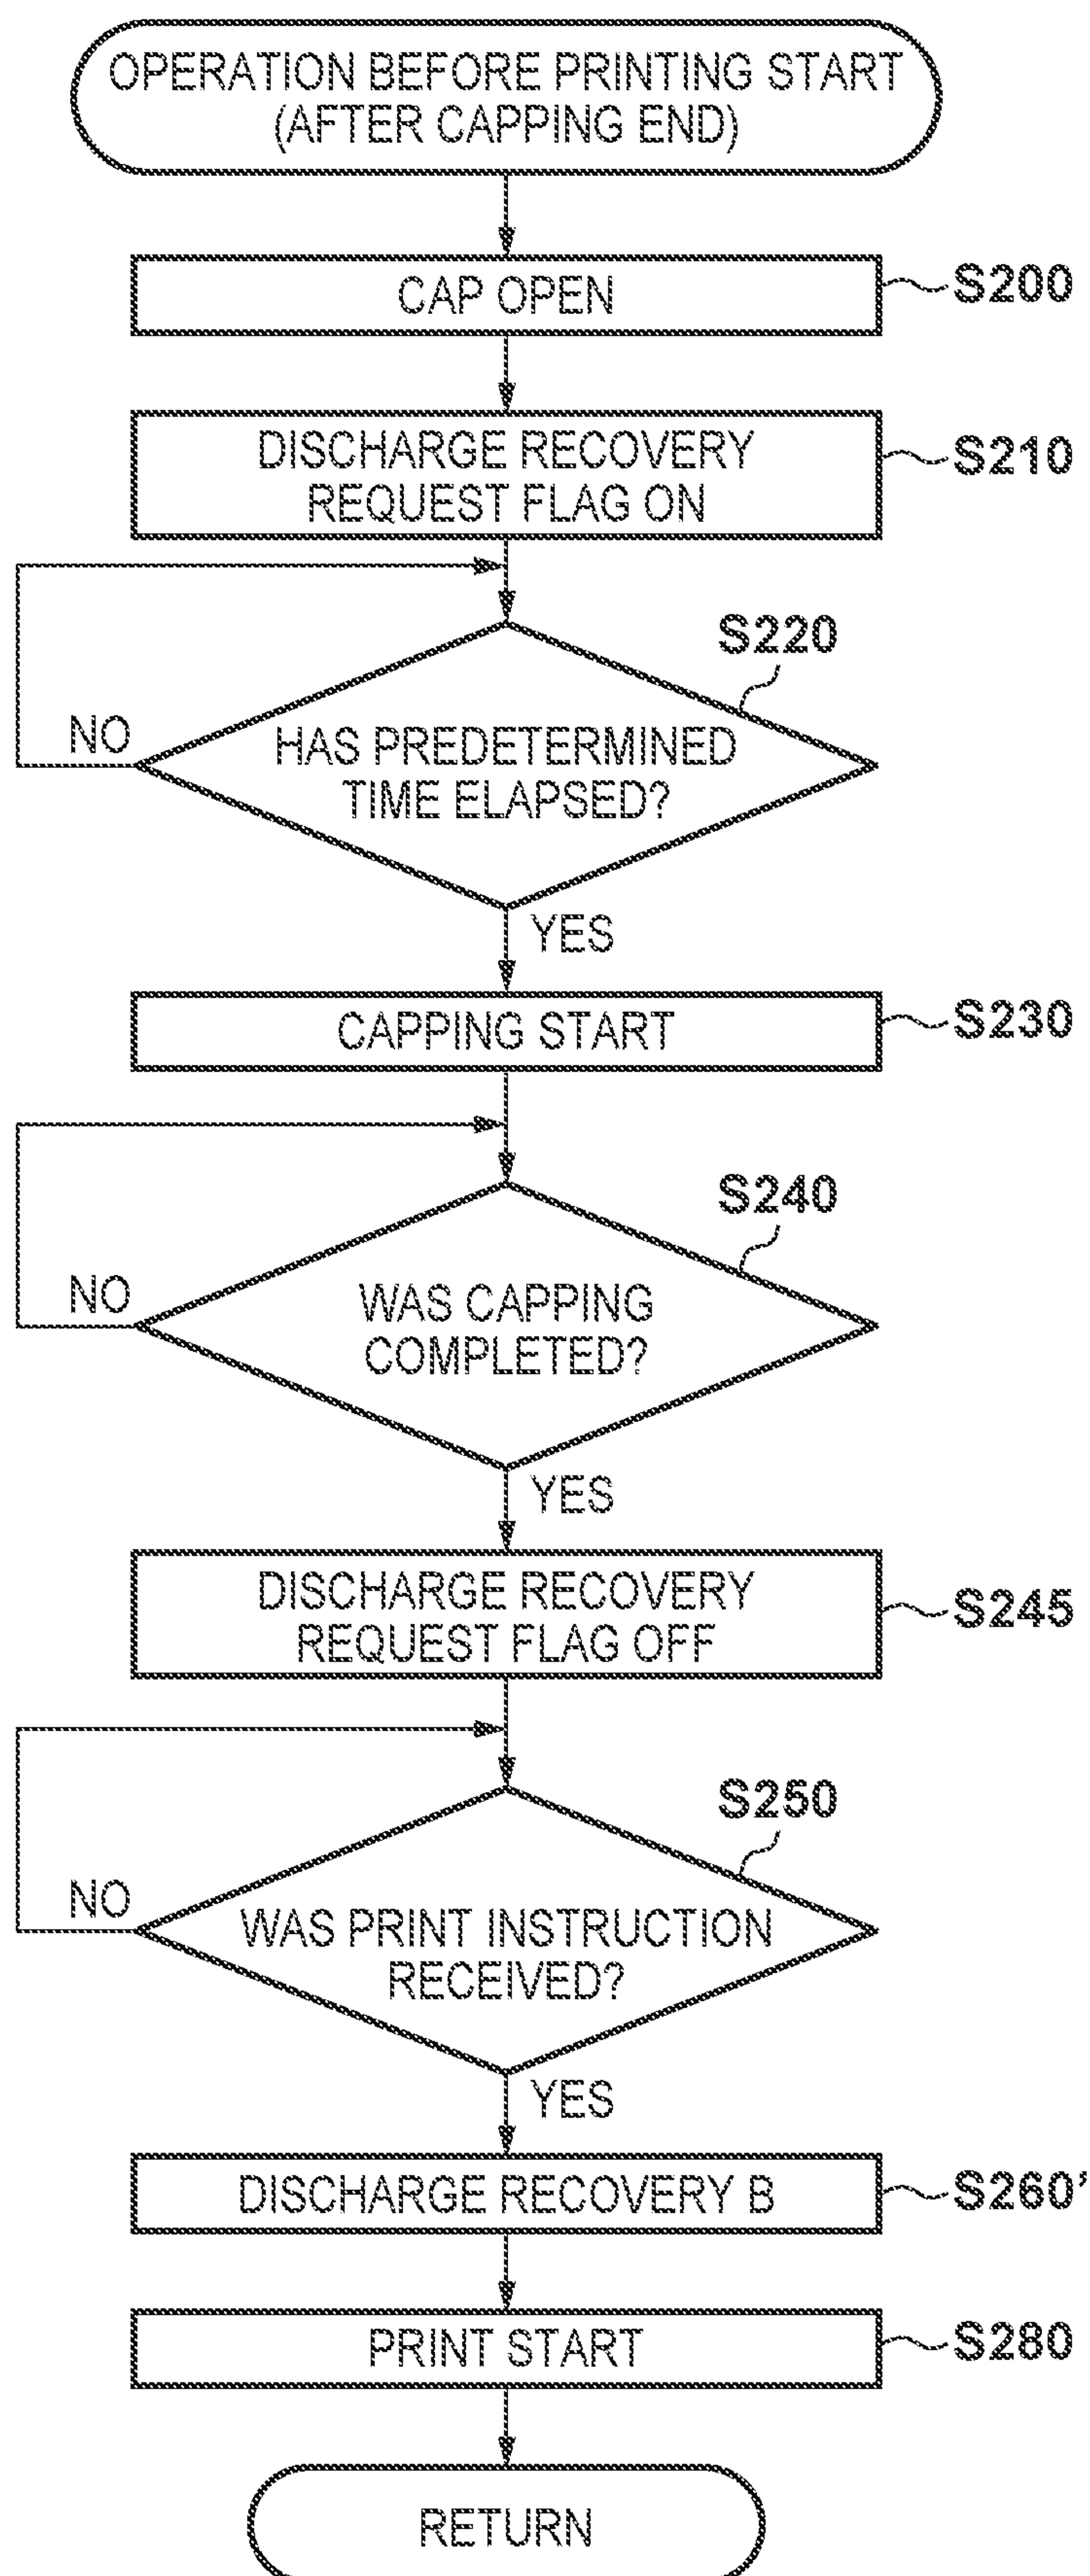 OPERATION BEFORE PRINTING START
(AFTER CAPPING END)
CAP OPEN
S200
DISCHARGE RECOVERY
REQUEST FLAG ON
S210
S220
HAS PREDETERMINED
TIME ELAPSED?
NO
YES
CAPPING START
S230
S240
WAS CAPPING
COMPLETED?
NO
YES
DISCHARGE RECOVERY
REQUEST FLAG OFF
S245
S250
WAS PRINT INSTRUCTION
RECEIVED?
NO
YES
DISCHARGE RECOVERY B
S260'
PRINT START
S280
RETURN